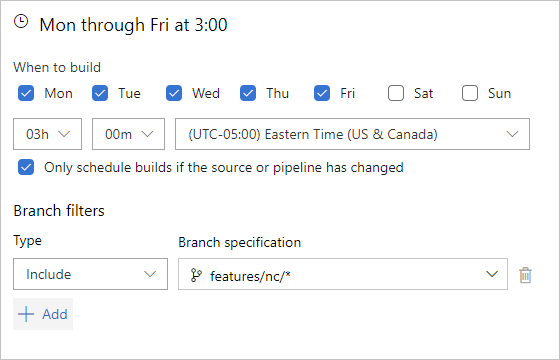 Mon through Fri at 3:00
When to build
Mon Tue Wed Thu Fri Sat Sun
03h 00m (UTC-05:00) Eastern Time (US & Canada)
Only schedule builds if the source or pipeline has changed
Branch filters
Type Branch specification
Include features/nc/*
+ Add